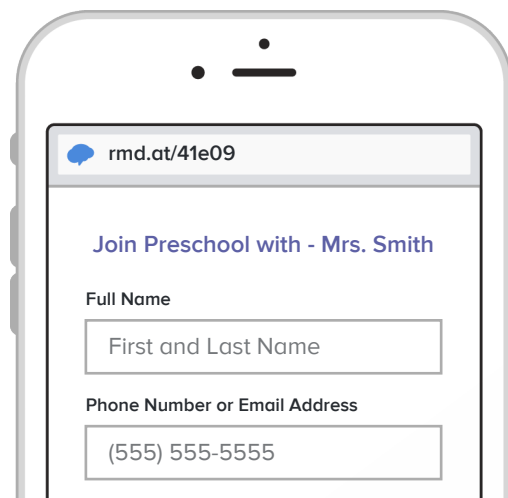 rmd.at/41e09
Join Preschool with - Mrs. Smith
Full Name
First and Last Name
Phone Number or Email Address
(555) 555-5555